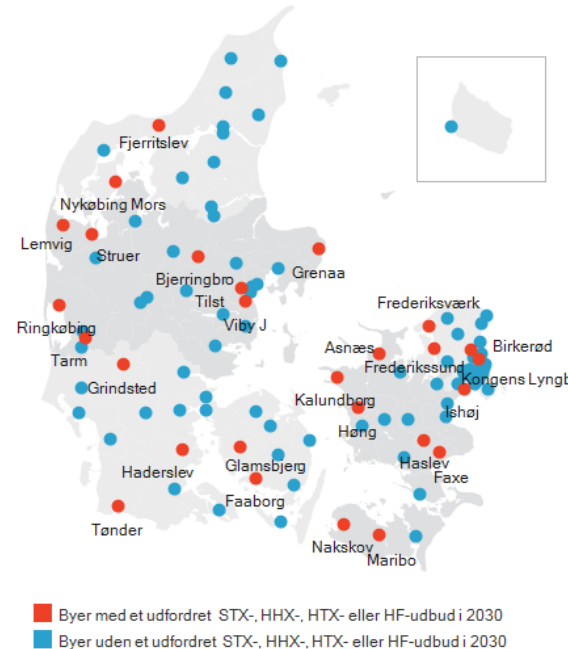 Fjerritslev
Nykøbing Mors
Lemvig
Struer
Bjerringbro
Grenaa
Tilst
Viby J
Ringkøbing
Tarm
Grindsted
Frederiksværk
Asnæs
Birkerød
Frederikssund
Kongens Lyngb
Kalundborg
Ishøj
Høng
Haslev
Faxe
Haderslev
Glamsbjerg
Faaborg
Tønder
Nakskov
Maribo
Byer med et udfordret STX-, HHX-, HTX- eller HF-udbud i 2030
Byer uden et udfordret STX-, HHX-, HTX- eller HF-udbud i 2030